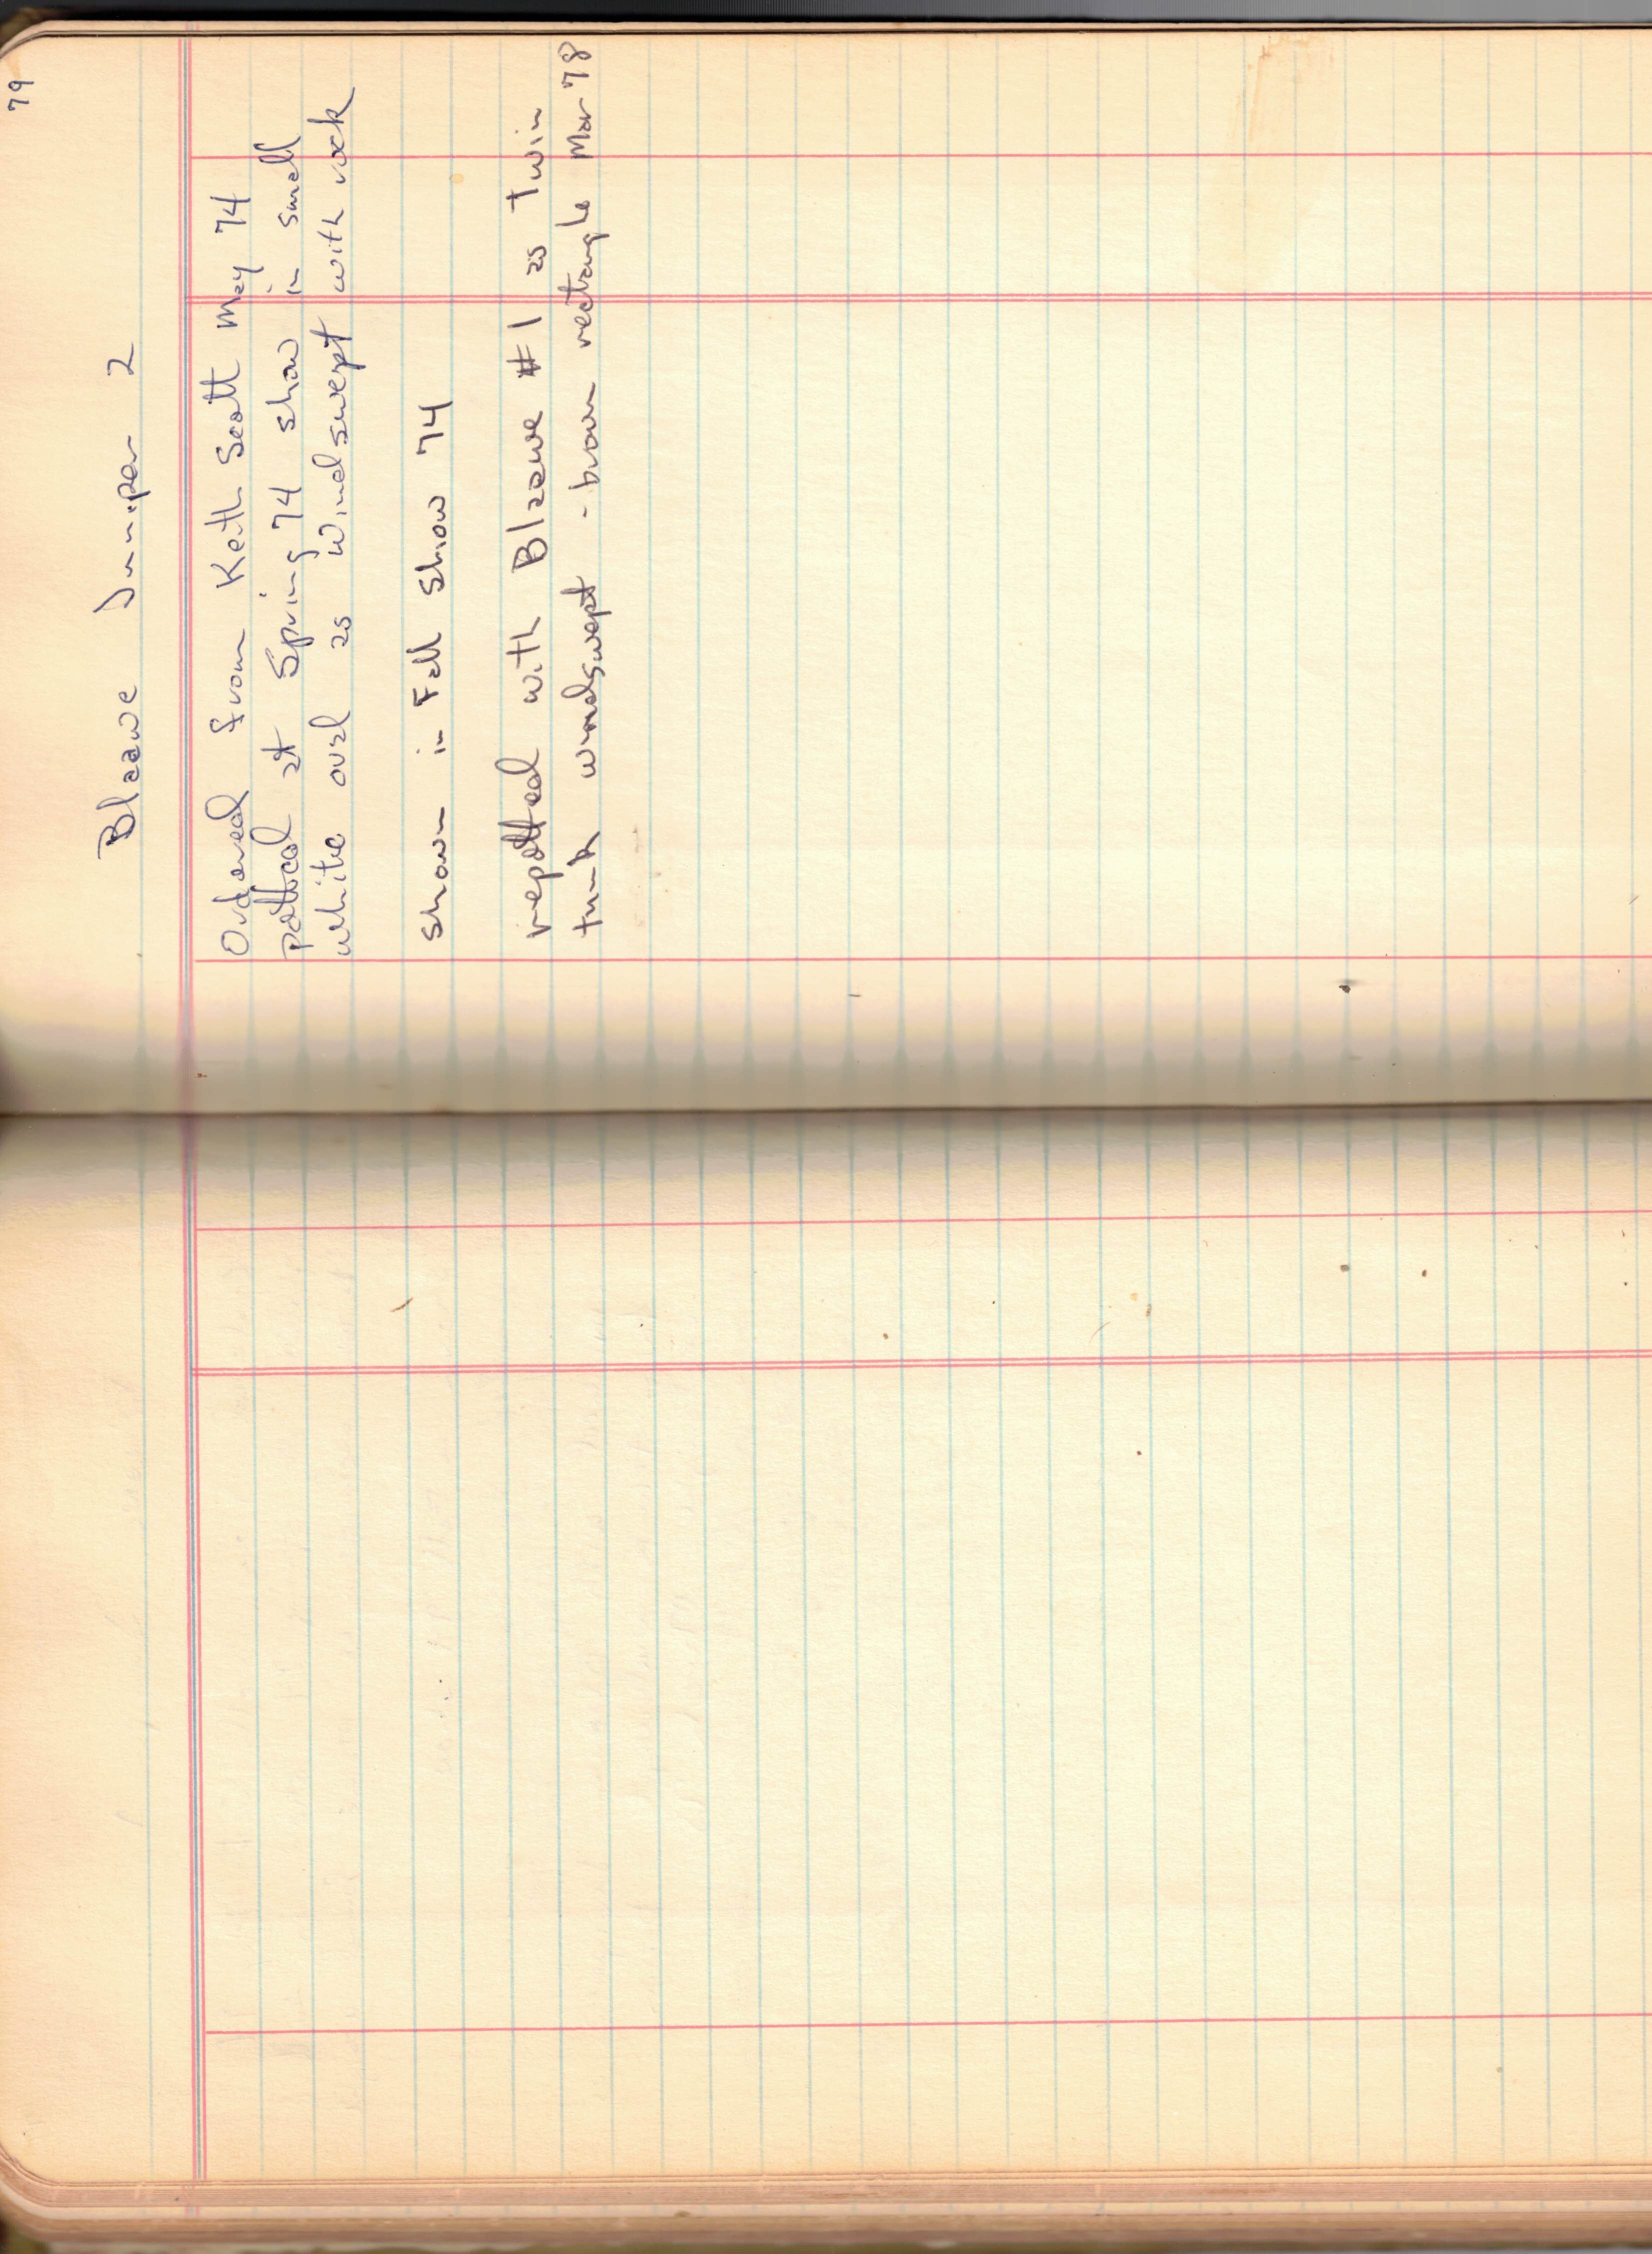 79
Blaawe Juniper 2
Ordered from Keith Scott May 74
potted at Spring 74 show in small
white oval as Windswept with rock
shown in Fall Show 74
repotted with Blaawe #1 as twin
trunk windswept - brown rectangle Mar 78